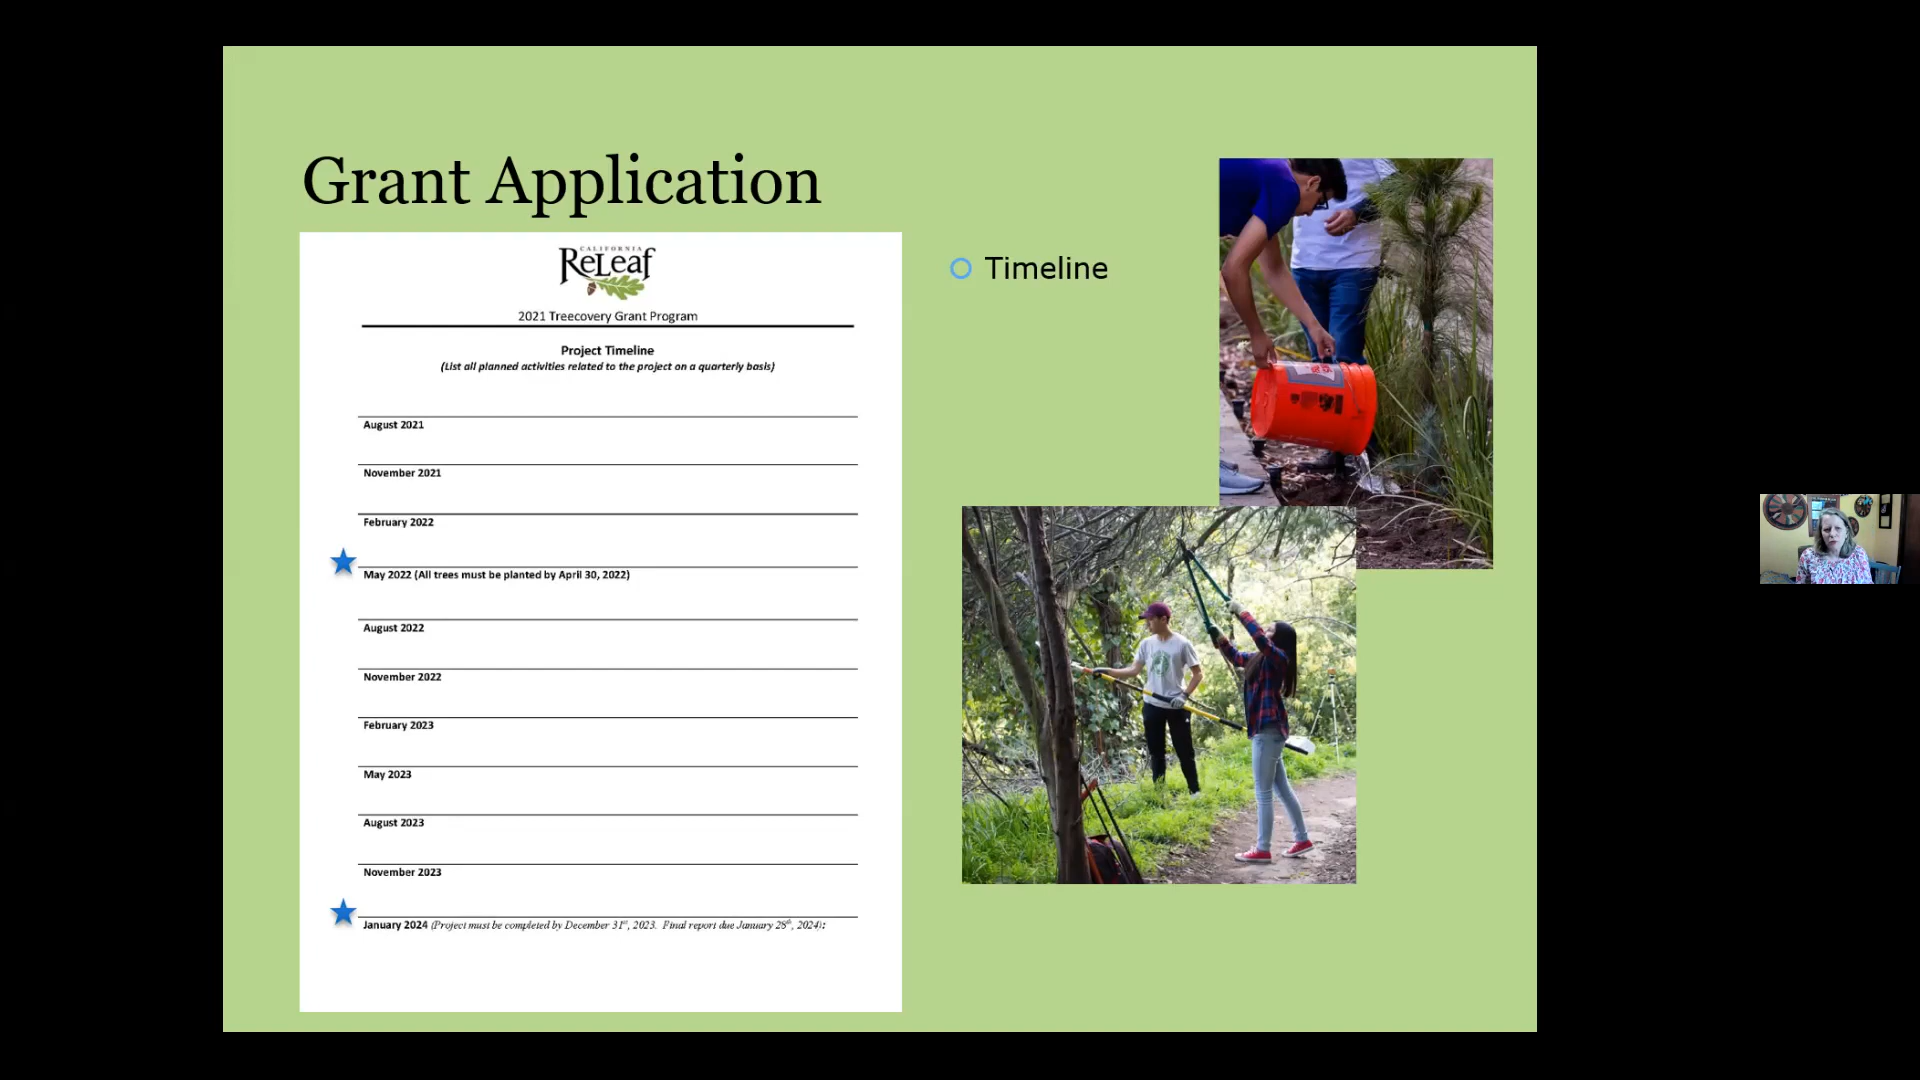 Grant Application
CALIFORNIA
ReLeaf
2021 Treecovery Grant Program
Project Timeline
(List all planned activities related to the project on a quarterly basis)
August 2021
November 2021
February 2022
May 2022 (All trees must be planted by April 30, 2022)
August 2022
November 2022
February 2023
May 2023
August 2023
November 2023
January 2024 (Project must be completed by December 31st, 2023. Final report due January 28th, 2024):
Timeline